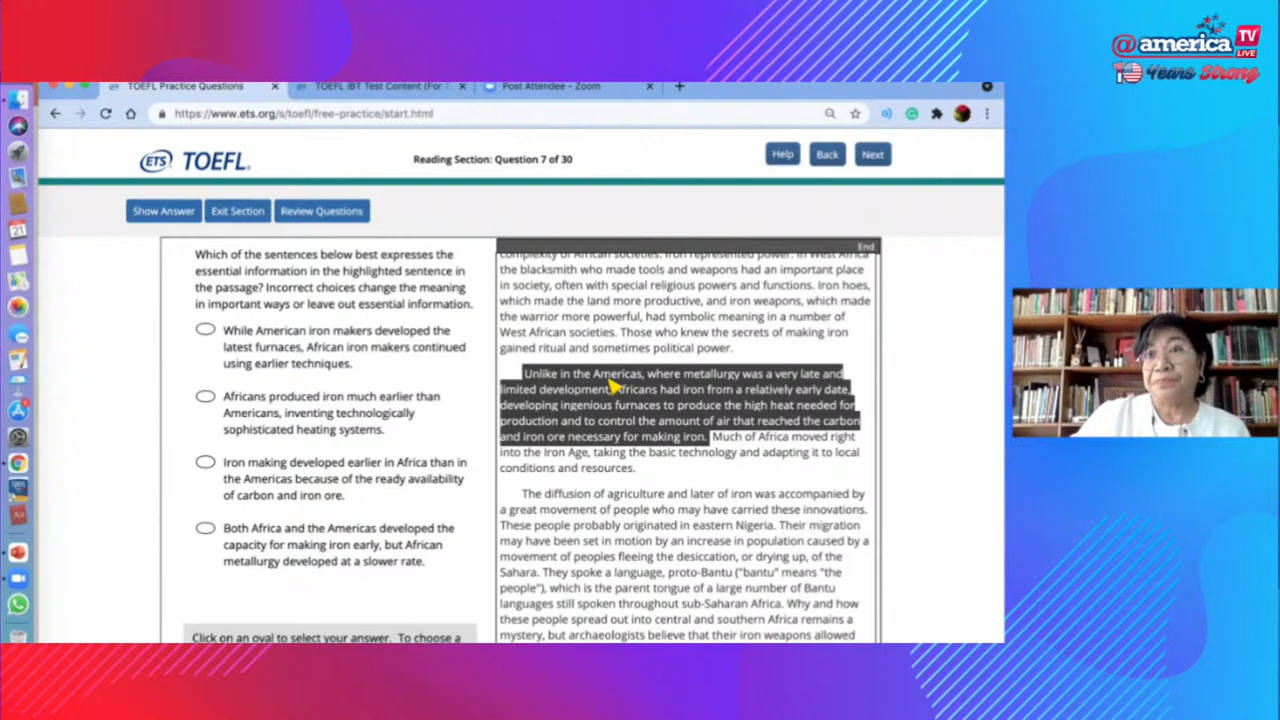 @america TV
LIVE
10 Years Strong
TOEFL Practice Questions
TOEFL iBT Test Content (For
Post Attendee - Zoom
https://www.ets.org/s/toefl/free-practice/start.html
ETS TOEFL
Reading Section: Question 7 of 30
Help
Back
Next
Show Answer
Exit Section
Review Questions
Which of the sentences below best expresses the
essential information in the highlighted sentence in
the passage? Incorrect choices change the meaning
in important ways or leave out essential information.
While American iron makers developed the
latest furnaces, African iron makers continued
using earlier techniques.
Africans produced iron much earlier than
Americans, inventing technologically
sophisticated heating systems.
Iron making developed earlier in Africa than in
the Americas because of the ready availability
of carbon and iron ore.
Both Africa and the Americas developed the
capacity for making iron early, but African
metallurgy developed at a slower rate.
Click on an oval to select your answer. To choose a
End
complexity of African societies. Iron represented power. In West Africa
the blacksmith who made tools and weapons had an important place
in society, often with special religious powers and functions. Iron hoes,
which made the land more productive, and iron weapons, which made
the warrior more powerful, had symbolic meaning in a number of
West African societies. Those who knew the secrets of making iron
gained ritual and sometimes political power.
Unlike in the Americas, where metallurgy was a very late and
limited development, Africans had iron from a relatively early date,
developing ingenious furnaces to produce the high heat needed for
production and to control the amount of air that reached the carbon
and iron ore necessary for making iron. Much of Africa moved right
into the Iron Age, taking the basic technology and adapting it to local
conditions and resources.
The diffusion of agriculture and later of iron was accompanied by
a great movement of people who may have carried these innovations.
These people probably originated in eastern Nigeria. Their migration
may have been set in motion by an increase in population caused by a
movement of peoples fleeing the desiccation, or drying up, of the
Sahara. They spoke a language, proto-Bantu ("bantu" means "the
people"), which is the parent tongue of a large number of Bantu
languages still spoken throughout sub-Saharan Africa. Why and how
these people spread out into central and southern Africa remains a
mystery, but archaeologists believe that their iron weapons allowed